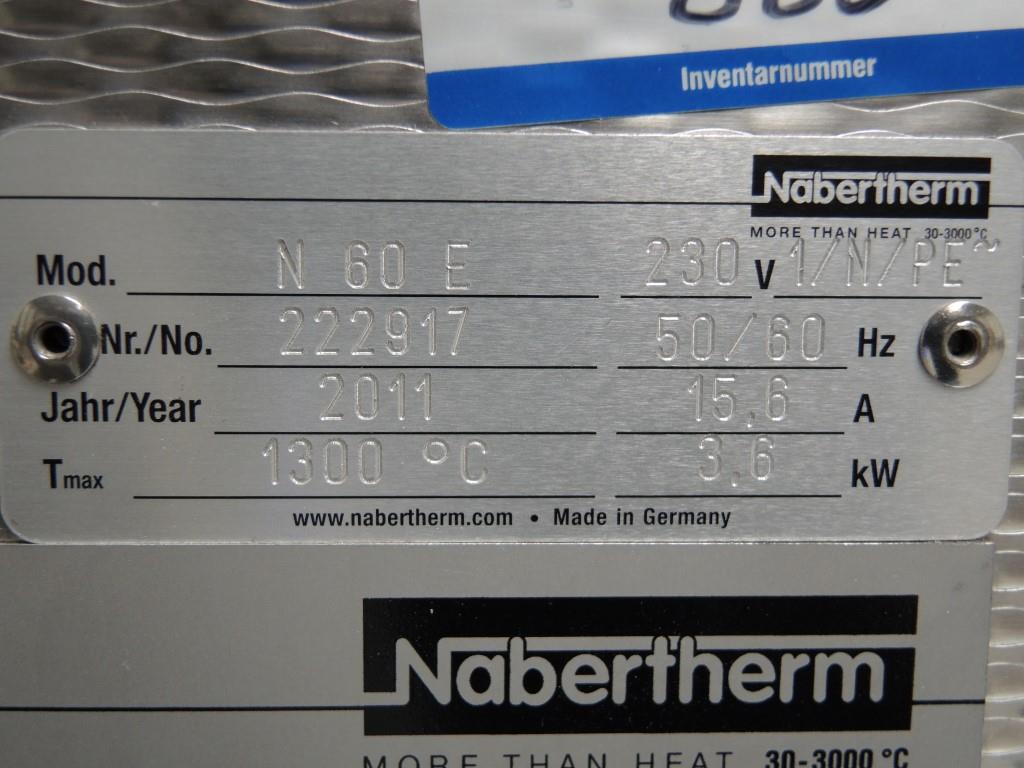 Inventarnummer
Nabertherm
MORE THAN HEAT 30-3000 °C
Mod. N 60 E 230 V 1/N/PE~
Nr./No. 222917 50/60 Hz
Jahr/Year 2011 15,6 A
Tmax 1300 °C 3,6 kW
www.nabertherm.com • Made in Germany
Nabertherm
MORE THAN HEAT 30-3000 °C